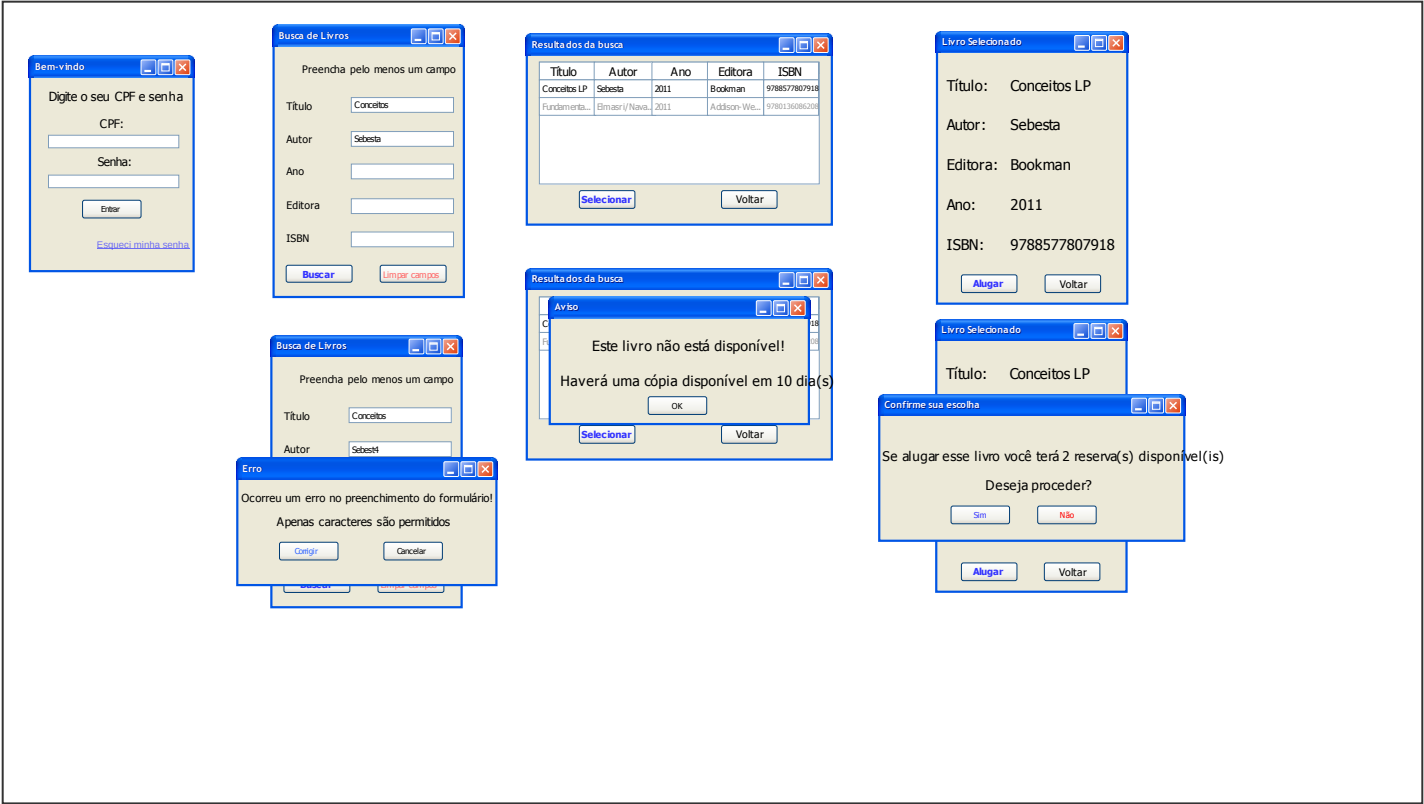 Bem-vindo
Digite o seu CPF e senha
CPF:
Senha:
Entrar
Esqueci minha senha
Busca de Livros
Preencha pelo menos um campo
Título Conceitos
Autor Sebesta
Ano
Editora
ISBN
Buscar Limpar campos
Resultados da busca
Título Autor Ano Editora ISBN
Conceitos LP Sebesta 2011 Bookman 9788577807918
Fundamenta... Elmasri/Nava... 2011 Addison-We... 9780136086208
Selecionar Voltar
Livro Selecionado
Título: Conceitos LP
Autor: Sebesta
Editora: Bookman
Ano: 2011
ISBN: 9788577807918
Alugar Voltar
Busca de Livros
Preencha pelo menos um campo
Título Conceitos
Autor Sebest4
Erro
Ocorreu um erro no preenchimento do formulário!
Apenas caracteres são permitidos
Corrigir Cancelar
Resultados da busca
Aviso
Este livro não está disponível!
Haverá uma cópia disponível em 10 dia(s)
OK
Selecionar Voltar
Livro Selecionado
Título: Conceitos LP
Confirme sua escolha
Se alugar esse livro você terá 2 reserva(s) disponível(is)
Deseja proceder?
Sim Não
Alugar Voltar